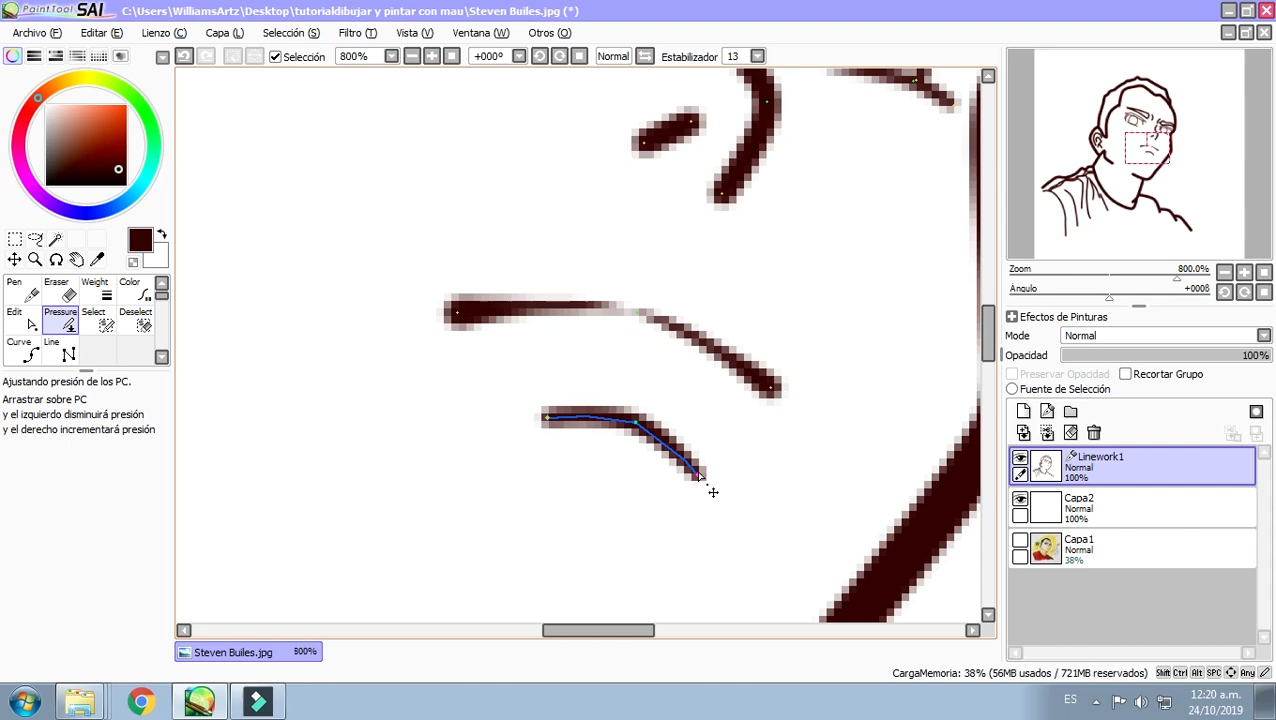 PaintTool SAI C:\Users\WilliamsArtz\Desktop\tutorialdibujar y pintar con mau\Steven Builes.jpg (*)
Archivo (F) Editar (E) Lienzo (C) Capa (L) Selección (S) Filtro (T) Vista (V) Ventana (W) Otros (O)
Selección 800% +000º Normal Estabilizador 13
Pen Eraser Weight Color
Edit Pressure Select Deselect
Curve Line
Ajustando presión de los PC.
Arrastrar sobre PC
y el izquierdo disminuirá presión
y el derecho incrementará presión
Zoom 800.0%
Ángulo +000ß
Efectos de Pinturas
Mode Normal
Opacidad 100%
Preservar Opacidad Recortar Grupo
Fuente de Selección
Linework1
Normal
100%
Capa2
Normal
100%
Capa1
Normal
38%
Steven Builes.jpg 800%
CargaMemoria: 38% (56MB usados / 721MB reservados) Shift Ctrl Alt SPC Any
ES
12:20 a.m.
24/10/2019